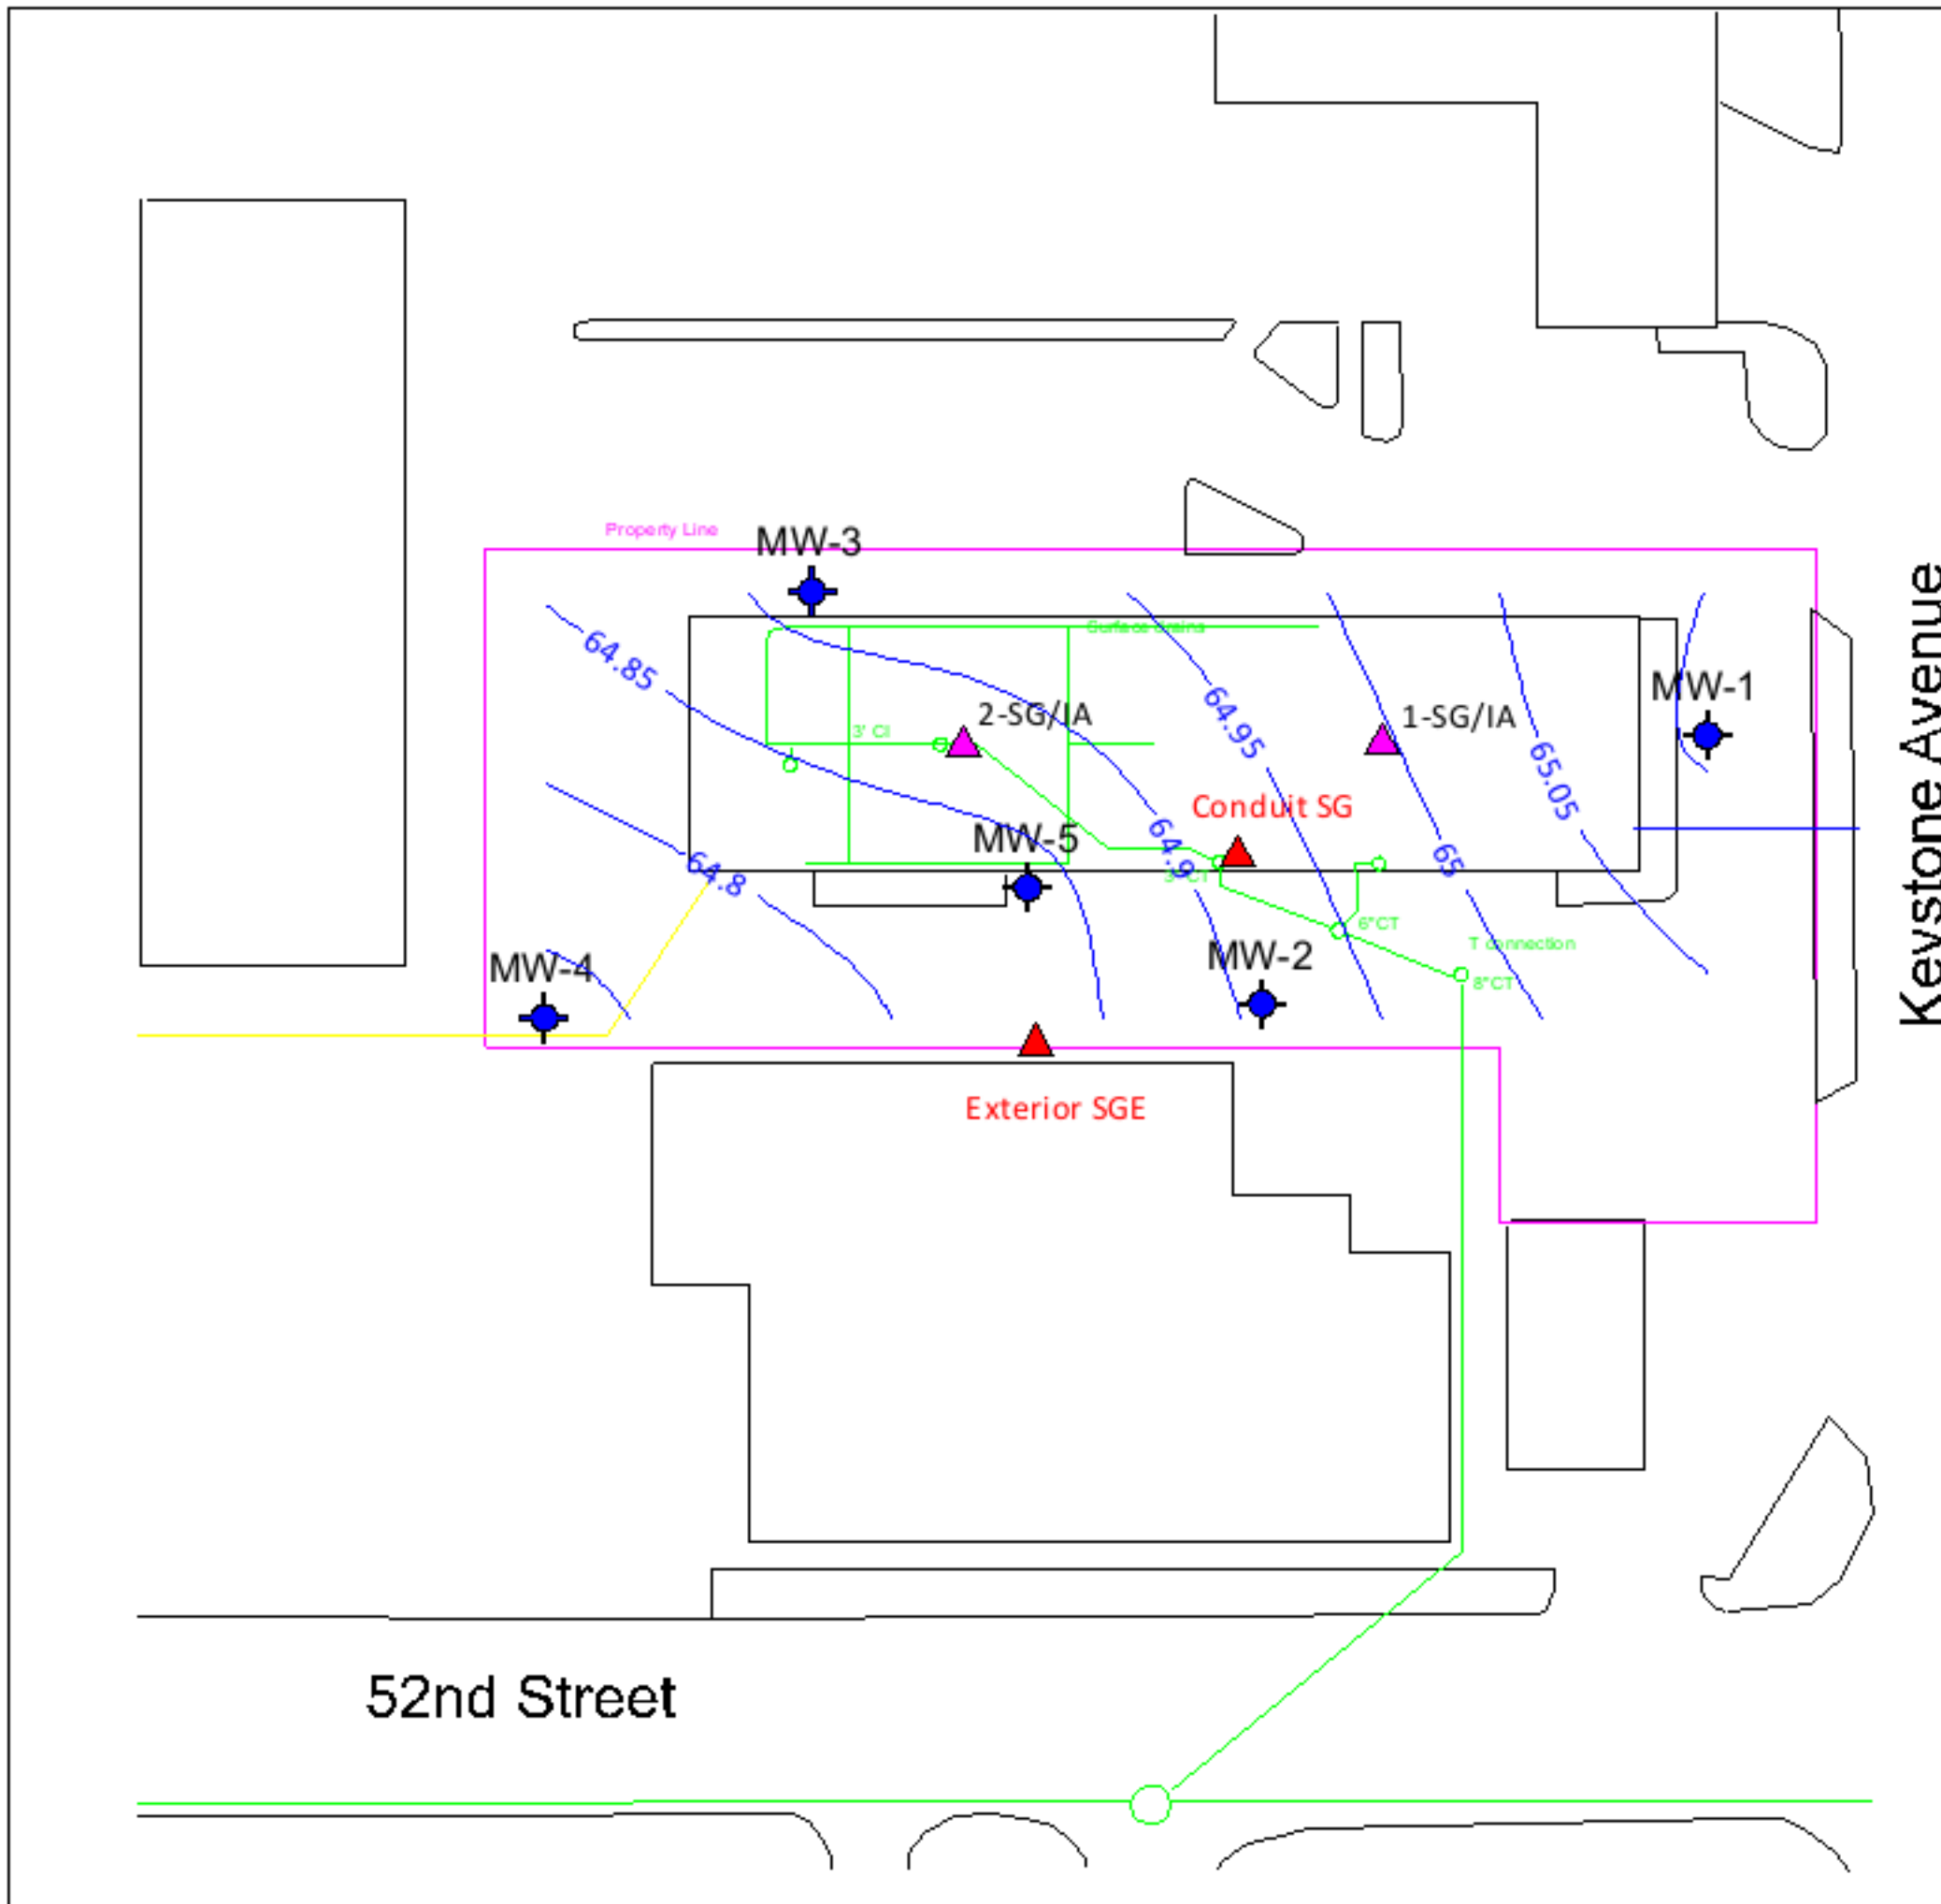 Property Line
MW-3
Surface drains
64.85
MW-1
64.95
2-SG/IA
1-SG/IA
3" CI
65.05
Conduit SG
MW-5
64.9
65
64.8
6"CT
T connection
MW-2
MW-4
8"CT
Keystone Avenue
Exterior SGE
52nd Street